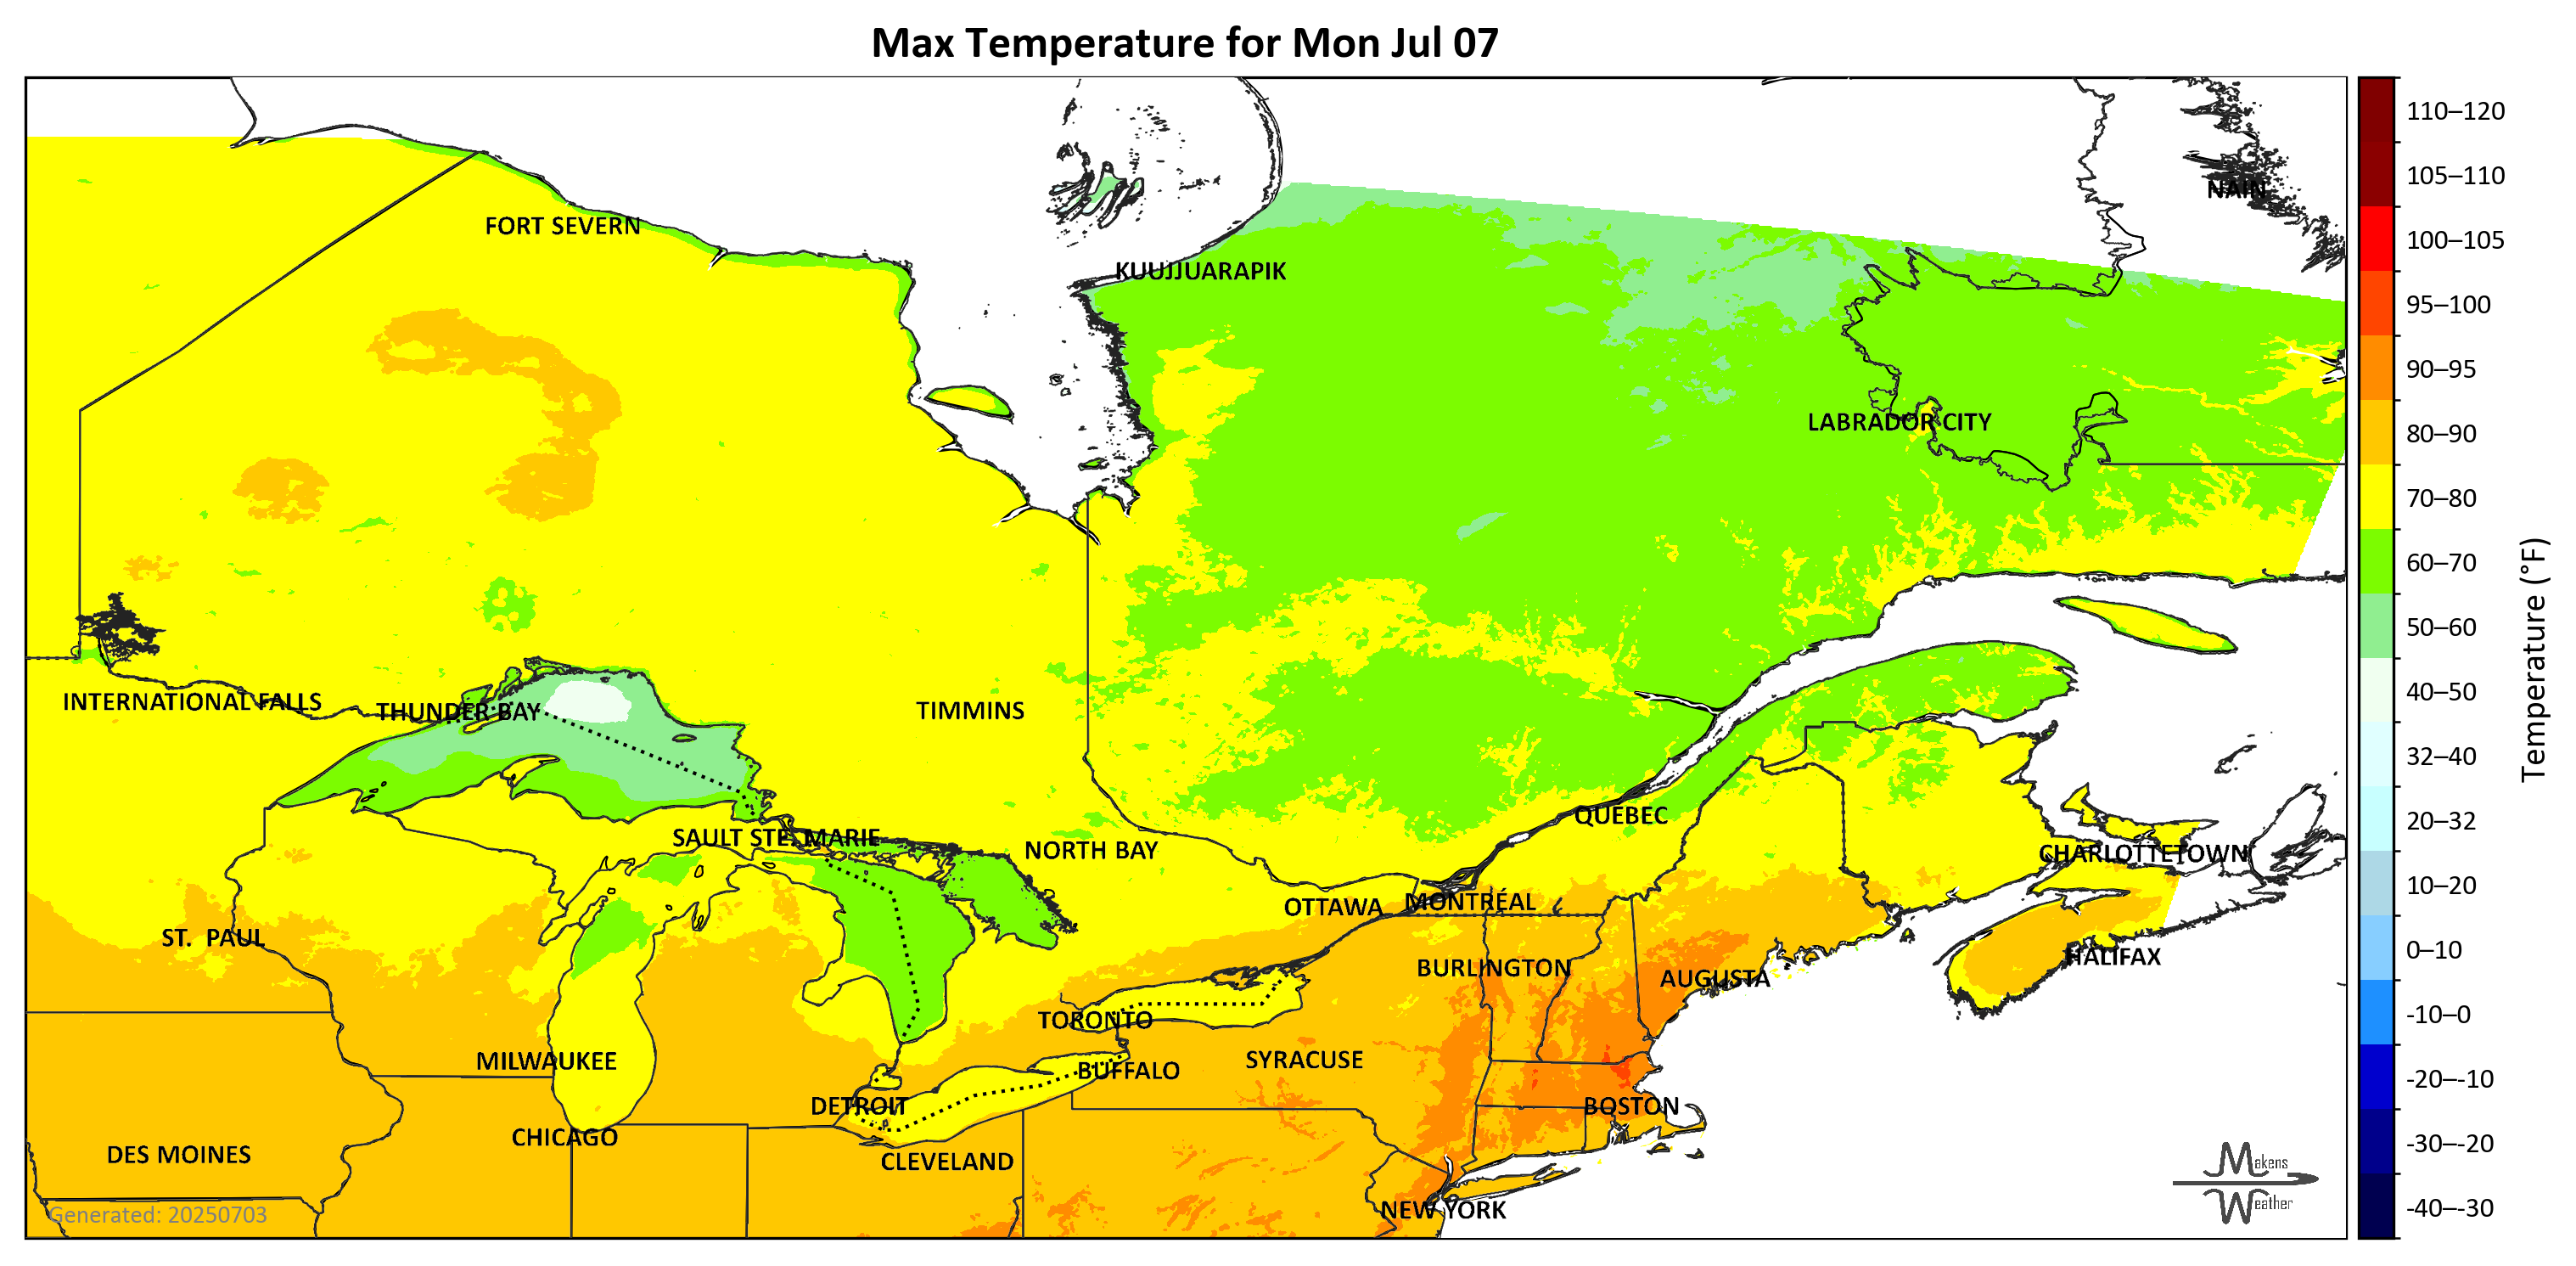 Max Temperature for Mon Jul 07
110–120
105–110
100–105
95–100
90–95
80–90
70–80
60–70
50–60
40–50
32–40
20–32
10–20
0–10
-10–0
-20–-10
-30–-20
-40–-30
Temperature (°F)
NAIN
FORT SEVERN
KUUJJUARAPIK
LABRADOR CITY
INTERNATIONAL FALLS
THUNDER BAY
TIMMINS
QUÉBEC
SAULT STE. MARIE
NORTH BAY
CHARLOTTETOWN
OTTAWA
MONTRÉAL
ST. PAUL
HALIFAX
BURLINGTON
AUGUSTA
TORONTO
MILWAUKEE
SYRACUSE
BUFFALO
DETROIT
BOSTON
CHICAGO
DES MOINES
CLEVELAND
NEW YORK
Generated: 20250703
Makens
Weather